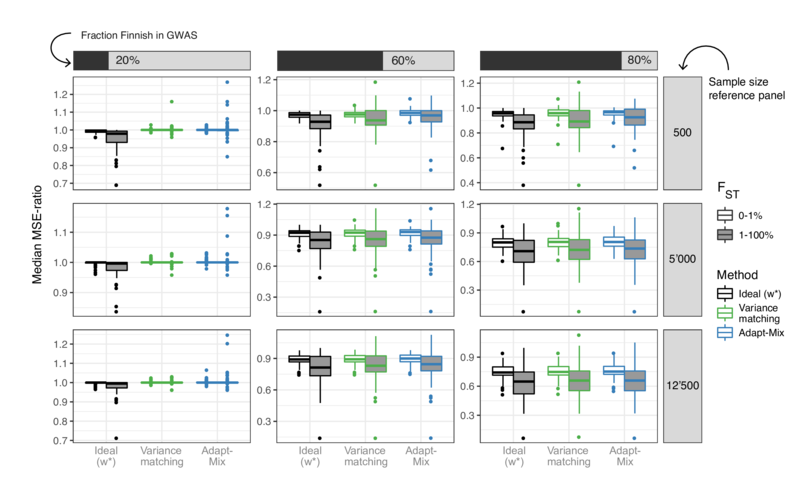 Fraction Finnish in GWAS
20%
60%
80%
Sample size
reference panel
Median MSE-ratio
1.2
1.1
1.0
0.9
0.8
0.7
1.2
1.0
0.8
0.6
1.2
1.0
0.8
0.6
0.4
500
1.1
1.0
0.9
1.2
0.9
0.6
0.3
1.2
0.9
0.6
0.3
5'000
1.2
1.1
1.0
0.9
0.8
0.7
0.9
0.6
0.3
0.9
0.6
0.3
12'500
Ideal
(w*)
Variance
matching
Adapt-
Mix
Ideal
(w*)
Variance
matching
Adapt-
Mix
Ideal
(w*)
Variance
matching
Adapt-
Mix
FST
0-1%
1-100%
Method
Ideal (w*)
Variance
matching
Adapt-Mix